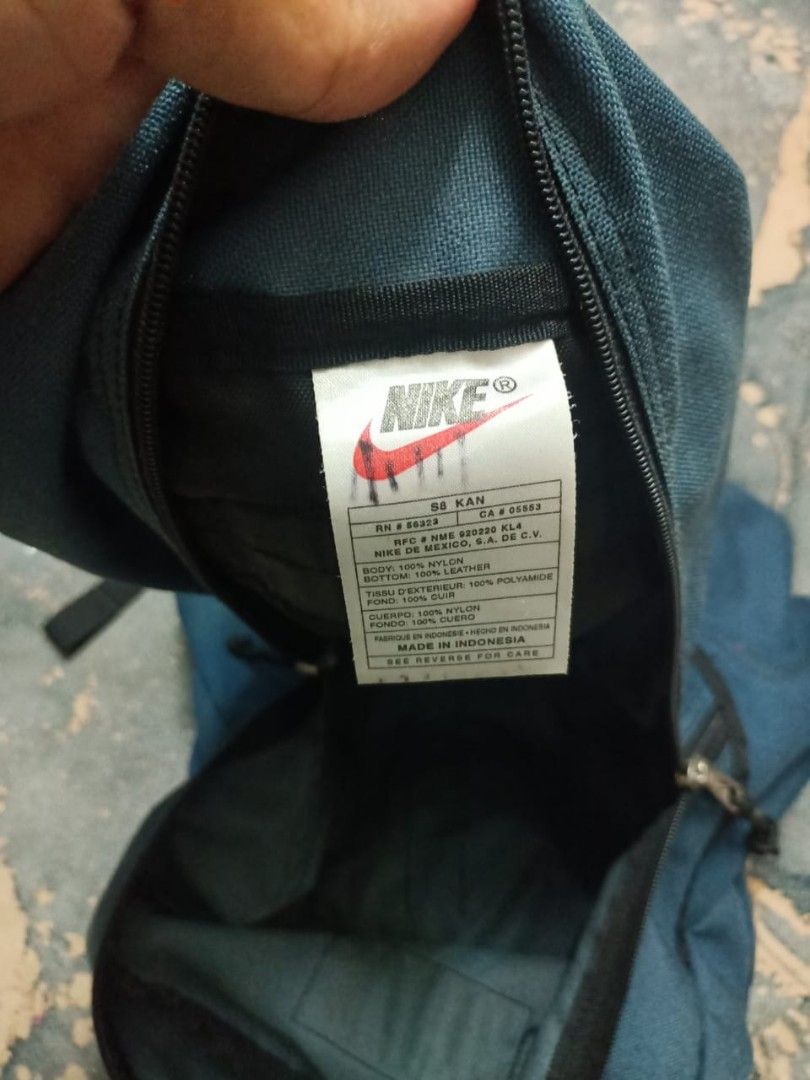 NIKE®
S8 KAN
RN # 56323 CA # 05553
RFC # NME 920220 KL4
NIKE DE MEXICO, S.A. DE C.V.
BODY: 100% NYLON
BOTTOM: 100% LEATHER
TISSU D'EXTERIEUR: 100% POLYAMIDE
FOND: 100% CUIR
CUERPO: 100% NYLON
FONDO: 100% CUERO
FABRIQUE EN INDONESIE • HECHO EN INDONESIA
MADE IN INDONESIA
SEE REVERSE FOR CARE